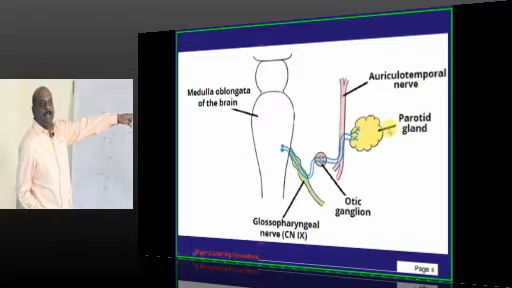 Auriculotemporal
nerve
Medulla oblongata
of the brain
Parotid
gland
Otic
ganglion
Glossopharyngeal
nerve (CN IX)
Page 8